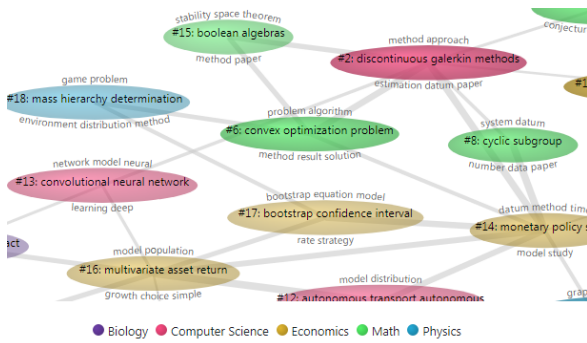 stability space theorem
#15: boolean algebras
method paper
method approach
#2: discontinuous galerkin methods
estimation datum paper
conjectur
game problem
#18: mass hierarchy determination
environment distribution method
problem algorithm
#6: convex optimization problem
method result solution
system datum
#8: cyclic subgroup
number data paper
network model neural
#13: convolutional neural network
learning deep
bootstrap equation model
#17: bootstrap confidence interval
rate strategy
datum method time
#14: monetary policy s
model study
act
model population
#16: multivariate asset return
growth choice simple
model distribution
#12: autonomous transport autonomous
grap
Biology
Computer Science
Economics
Math
Physics